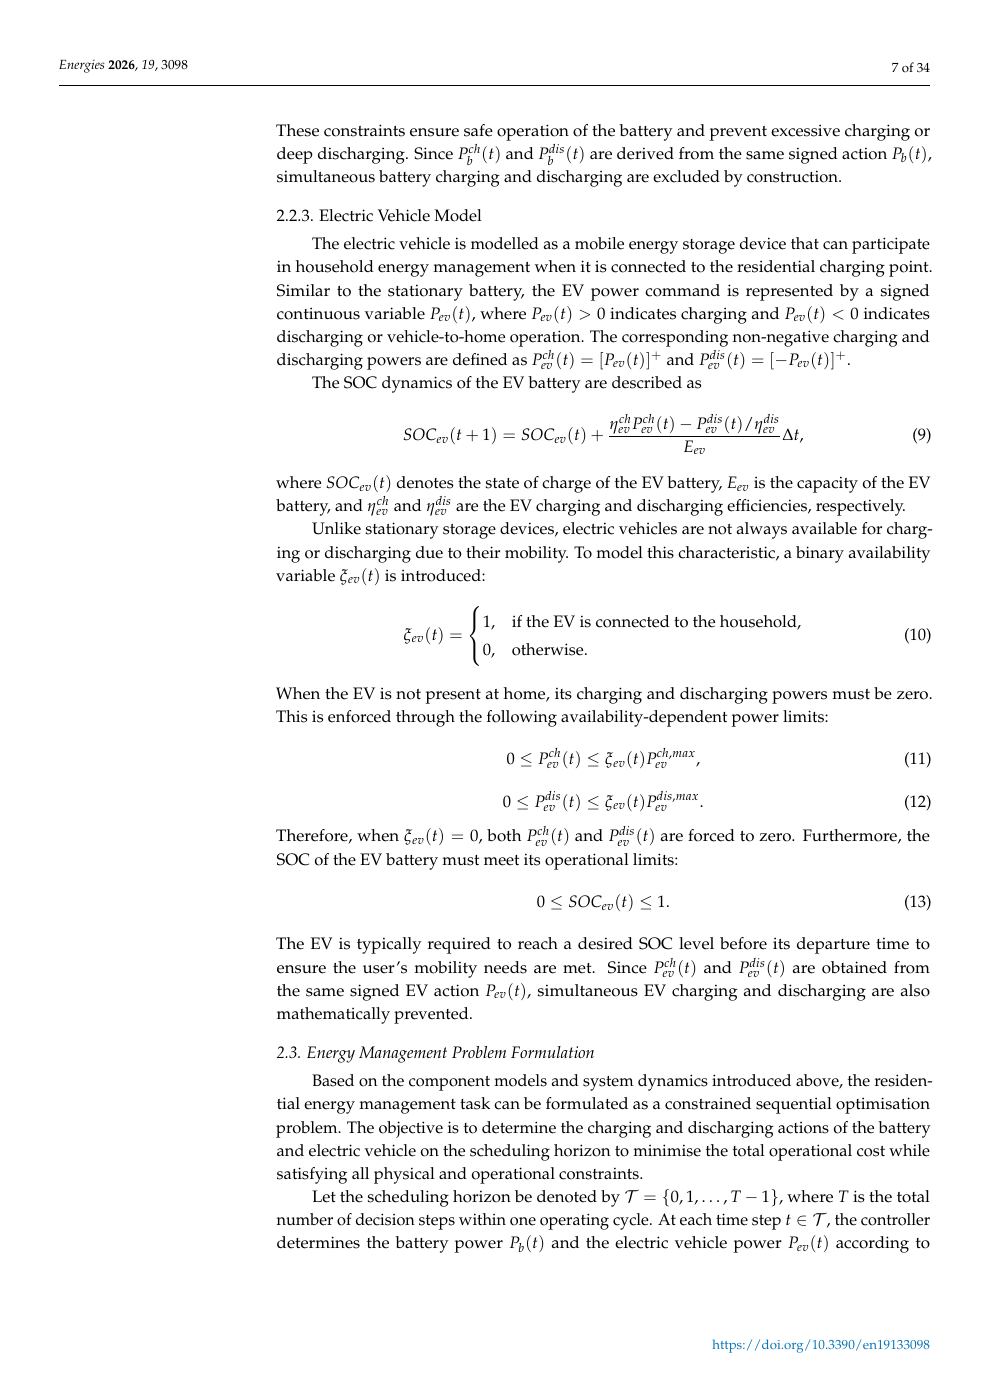 Energies 2026, 19, 3098
7 of 34
These constraints ensure safe operation of the battery and prevent excessive charging or
deep discharging. Since P_b^{ch}(t) and P_b^{dis}(t) are derived from the same signed action P_b(t),
simultaneous battery charging and discharging are excluded by construction.
2.2.3. Electric Vehicle Model
The electric vehicle is modelled as a mobile energy storage device that can participate
in household energy management when it is connected to the residential charging point.
Similar to the stationary battery, the EV power command is represented by a signed
continuous variable P_{ev}(t), where P_{ev}(t) > 0 indicates charging and P_{ev}(t) < 0 indicates
discharging or vehicle-to-home operation. The corresponding non-negative charging and
discharging powers are defined as P_{ev}^{ch}(t) = [P_{ev}(t)]^+ and P_{ev}^{dis}(t) = [−P_{ev}(t)]^+.
The SOC dynamics of the EV battery are described as
SOC_{ev}(t + 1) = SOC_{ev}(t) + \frac{η_{ev}^{ch} P_{ev}^{ch}(t) − P_{ev}^{dis}(t)/η_{ev}^{dis}}{E_{ev}} Δt, (9)
where SOC_{ev}(t) denotes the state of charge of the EV battery, E_{ev} is the capacity of the EV
battery, and η_{ev}^{ch} and η_{ev}^{dis} are the EV charging and discharging efficiencies, respectively.
Unlike stationary storage devices, electric vehicles are not always available for charg-
ing or discharging due to their mobility. To model this characteristic, a binary availability
variable ξ_{ev}(t) is introduced:
ξ_{ev}(t) = { 1, if the EV is connected to the household,
0, otherwise. (10)
When the EV is not present at home, its charging and discharging powers must be zero.
This is enforced through the following availability-dependent power limits:
0 ≤ P_{ev}^{ch}(t) ≤ ξ_{ev}(t)P_{ev}^{ch,max}, (11)
0 ≤ P_{ev}^{dis}(t) ≤ ξ_{ev}(t)P_{ev}^{dis,max}. (12)
Therefore, when ξ_{ev}(t) = 0, both P_{ev}^{ch}(t) and P_{ev}^{dis}(t) are forced to zero. Furthermore, the
SOC of the EV battery must meet its operational limits:
0 ≤ SOC_{ev}(t) ≤ 1. (13)
The EV is typically required to reach a desired SOC level before its departure time to
ensure the user’s mobility needs are met. Since P_{ev}^{ch}(t) and P_{ev}^{dis}(t) are obtained from
the same signed EV action P_{ev}(t), simultaneous EV charging and discharging are also
mathematically prevented.
2.3. Energy Management Problem Formulation
Based on the component models and system dynamics introduced above, the residen-
tial energy management task can be formulated as a constrained sequential optimisation
problem. The objective is to determine the charging and discharging actions of the battery
and electric vehicle on the scheduling horizon to minimise the total operational cost while
satisfying all physical and operational constraints.
Let the scheduling horizon be denoted by 𝒯 = {0, 1, . . . , T − 1}, where T is the total
number of decision steps within one operating cycle. At each time step t ∈ 𝒯, the controller
determines the battery power P_b(t) and the electric vehicle power P_{ev}(t) according to
https://doi.org/10.3390/en19133098